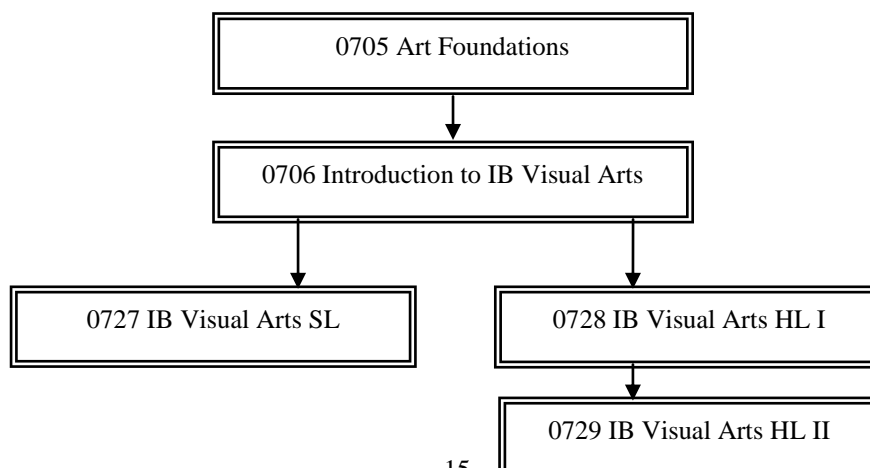 0705 Art Foundations
0706 Introduction to IB Visual Arts
0727 IB Visual Arts SL
0728 IB Visual Arts HL I
0729 IB Visual Arts HL II
15